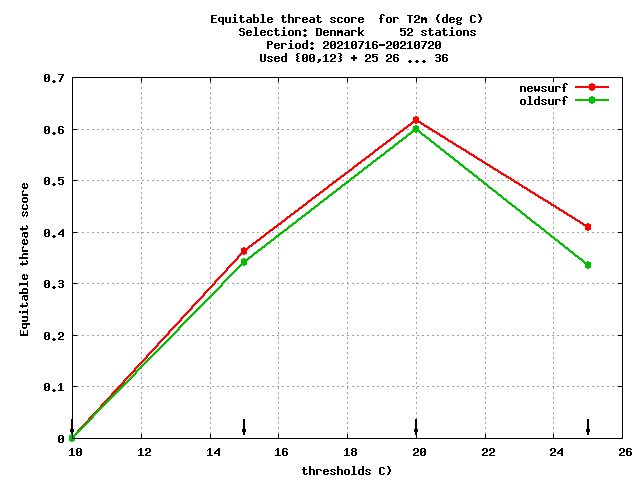 Equitable threat score  for T2m (deg C)
Selection: Denmark     52 stations
Period: 20210716-20210720
Used {00,12} + 25 26 ... 36
newsurf
oldsurf
Equitable threat score
0.7
0.6
0.5
0.4
0.3
0.2
0.1
0
10 12 14 16 18 20 22 24 26
thresholds C)